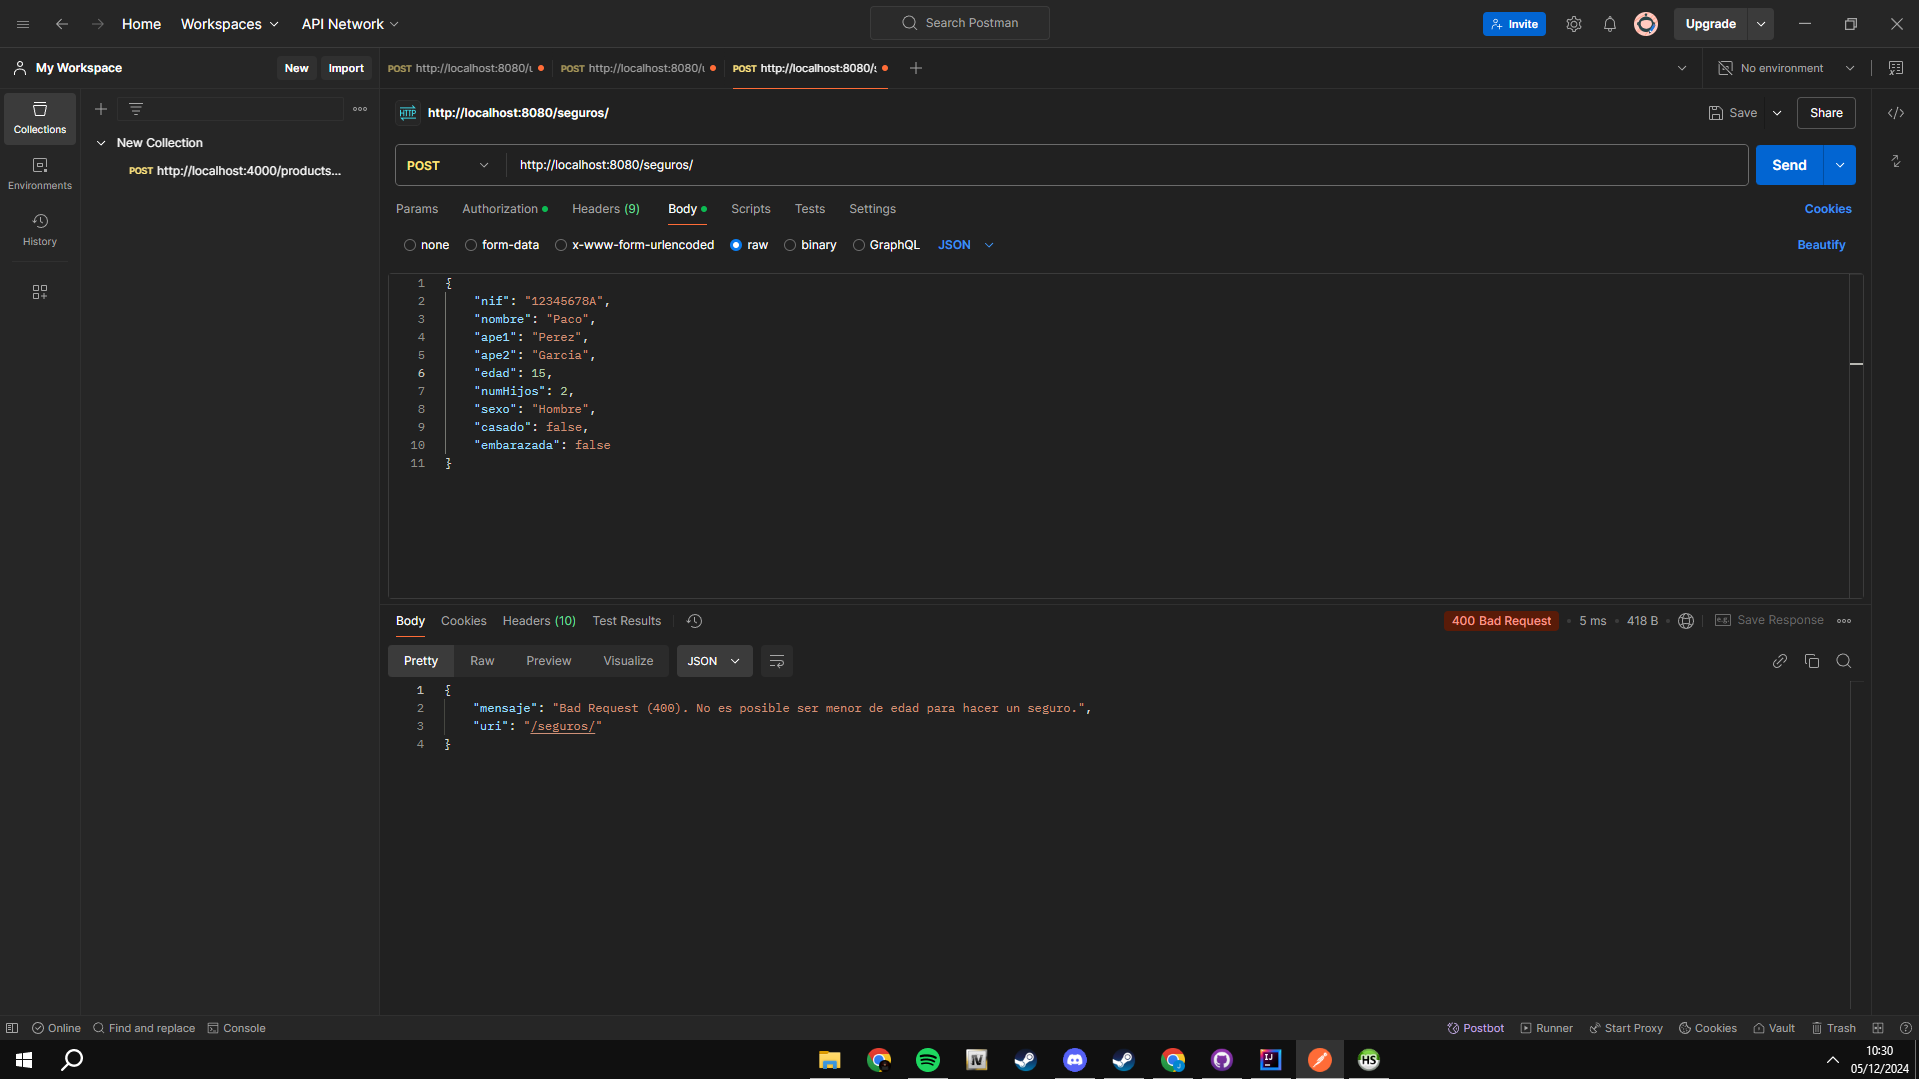 Home
Workspaces
API Network
Search Postman
Invite
Upgrade
My Workspace
New
Import
POST http://localhost:8080/
POST http://localhost:8080/
POST http://localhost:8080/s
No environment
Collections
Environments
History
New Collection
POST http://localhost:4000/products...
HTTP
http://localhost:8080/seguros/
Save
Share
POST
http://localhost:8080/seguros/
Send
Params
Authorization
Headers (9)
Body
Scripts
Tests
Settings
Cookies
none
form-data
x-www-form-urlencoded
raw
binary
GraphQL
JSON
Beautify
1 {
2 "nif": "12345678A",
3 "nombre": "Paco",
4 "ape1": "Perez",
5 "ape2": "Garcia",
6 "edad": 15,
7 "numHijos": 2,
8 "sexo": "Hombre",
9 "casado": false,
10 "embarazada": false
11 }
Body
Cookies
Headers (10)
Test Results
400 Bad Request
5 ms
418 B
e.g.
Save Response
Pretty
Raw
Preview
Visualize
JSON
1 {
2 "mensaje": "Bad Request (400). No es posible ser menor de edad para hacer un seguro.",
3 "uri": "/seguros/"
4 }
Online
Find and replace
Console
Postbot
Runner
Start Proxy
Cookies
Vault
Trash
IV
IJ
HS
10:30
05/12/2024